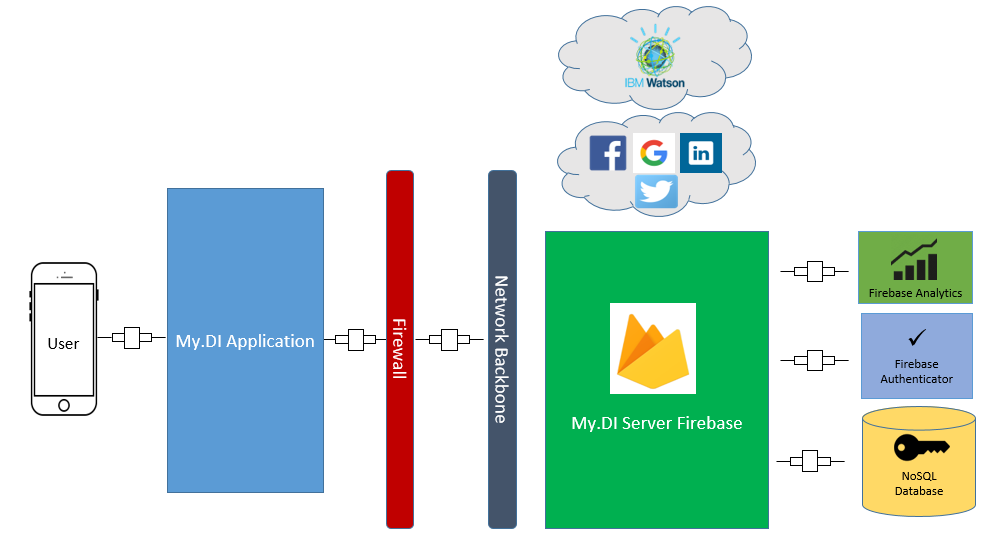 IBM Watson
f
G
in
User
My.DI Application
Firewall
Network Backbone
My.DI Server Firebase
Firebase Analytics
Firebase
Authenticator
NoSQL
Database